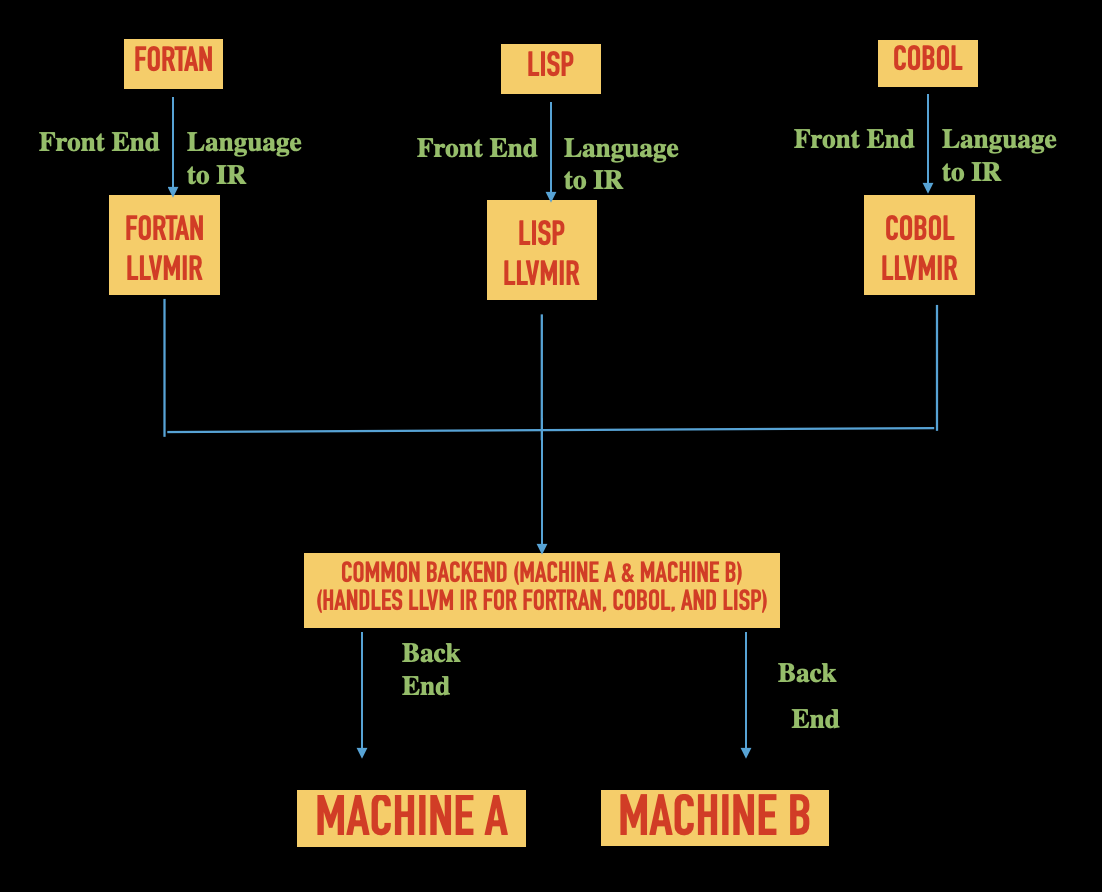 FORTAN
LISP
COBOL
Front End
Language
to IR
Front End
Language
to IR
Front End
Language
to IR
FORTAN
LLVMIR
LISP
LLVMIR
COBOL
LLVMIR
COMMON BACKEND (MACHINE A & MACHINE B)
(HANDLES LLVM IR FOR FORTRAN, COBOL, AND LISP)
Back
End
Back
End
MACHINE A
MACHINE B